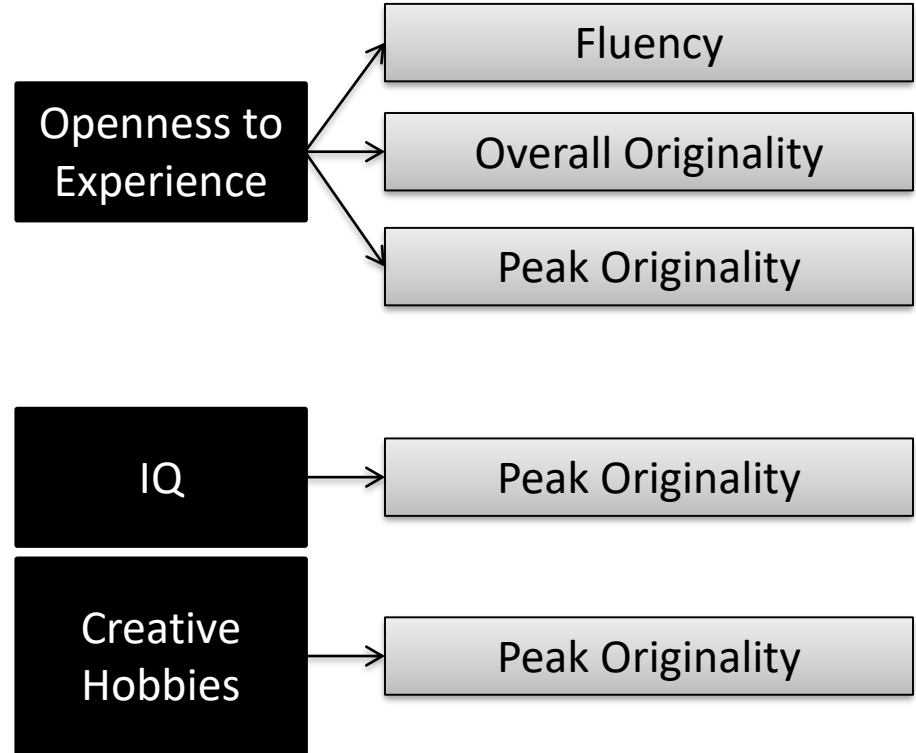 Openness to
Experience
Fluency
Overall Originality
Peak Originality
IQ
Peak Originality
Creative
Hobbies
Peak Originality